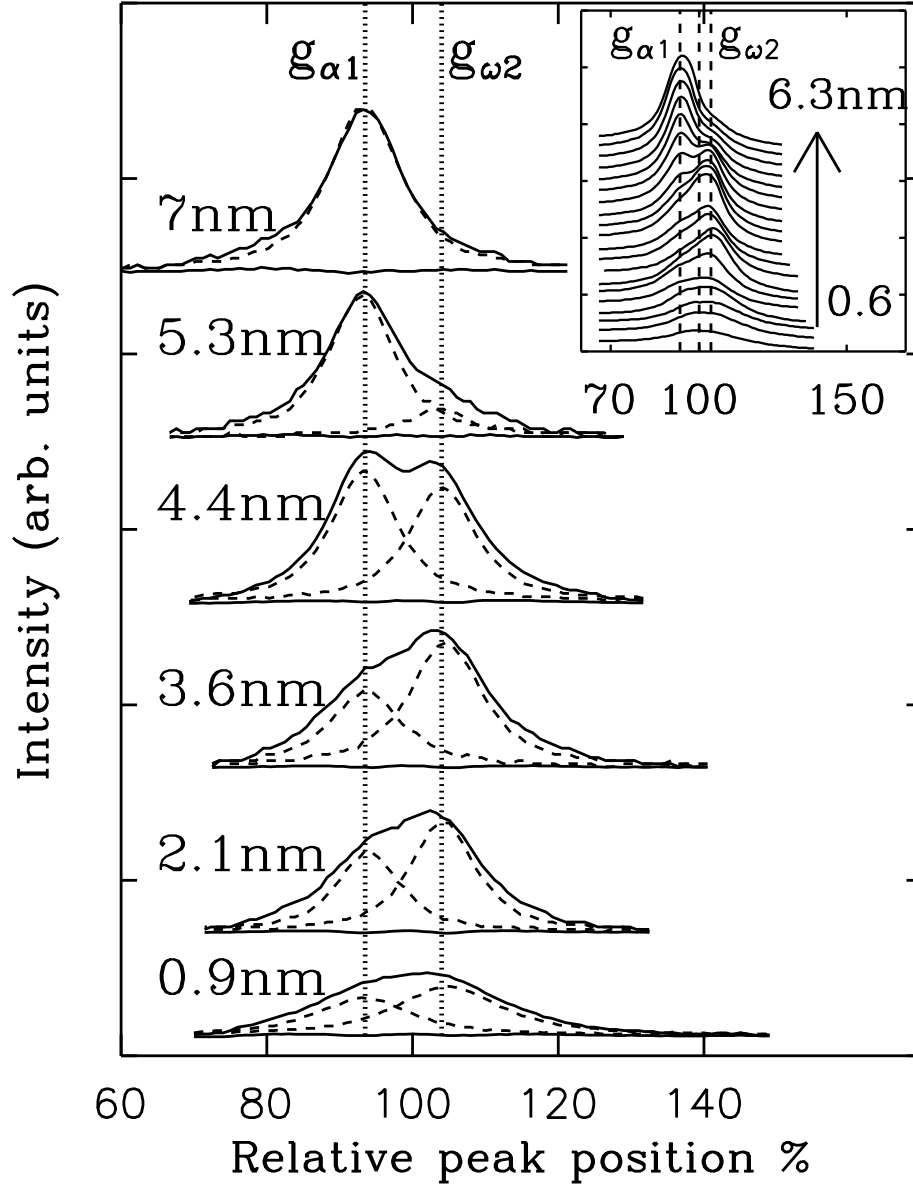 gα1 gω2
7nm
5.3nm
4.4nm
3.6nm
2.1nm
0.9nm
gα1 gω2
6.3nm
0.6
70 100 150
Intensity (arb. units)
60 80 100 120 140
Relative peak position %